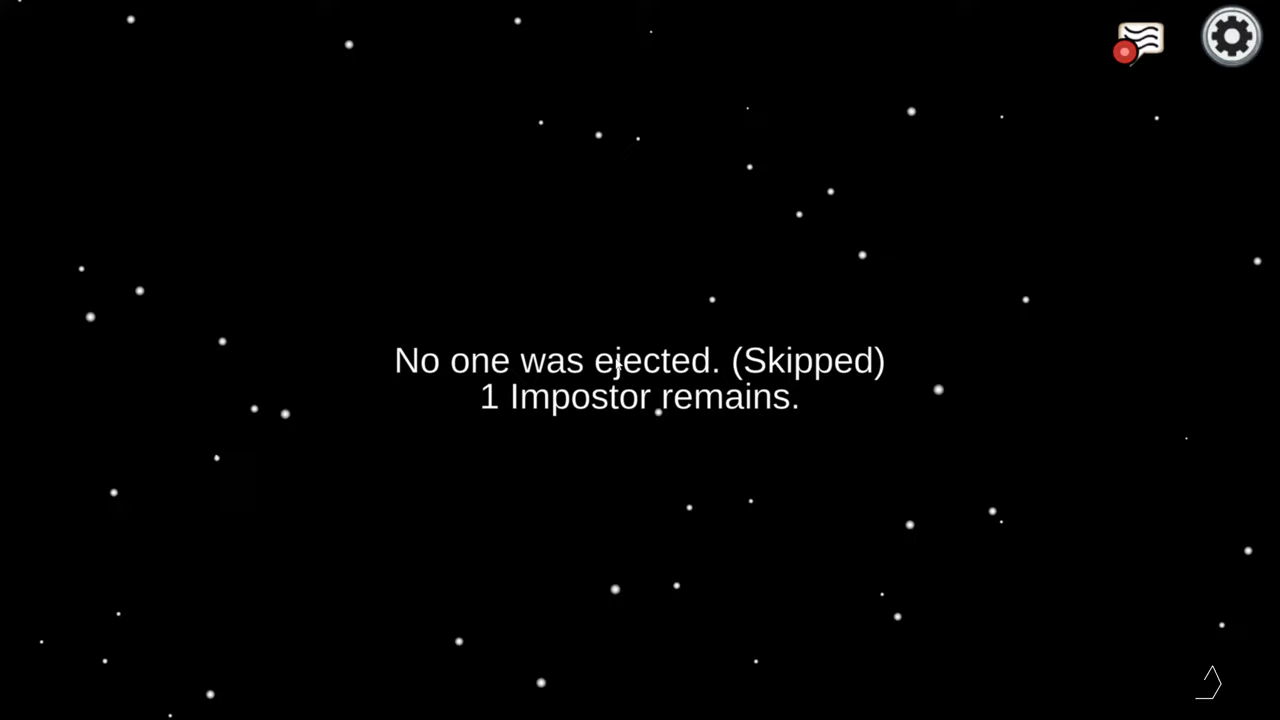 No one was ejected. (Skipped)
1 Impostor remains.